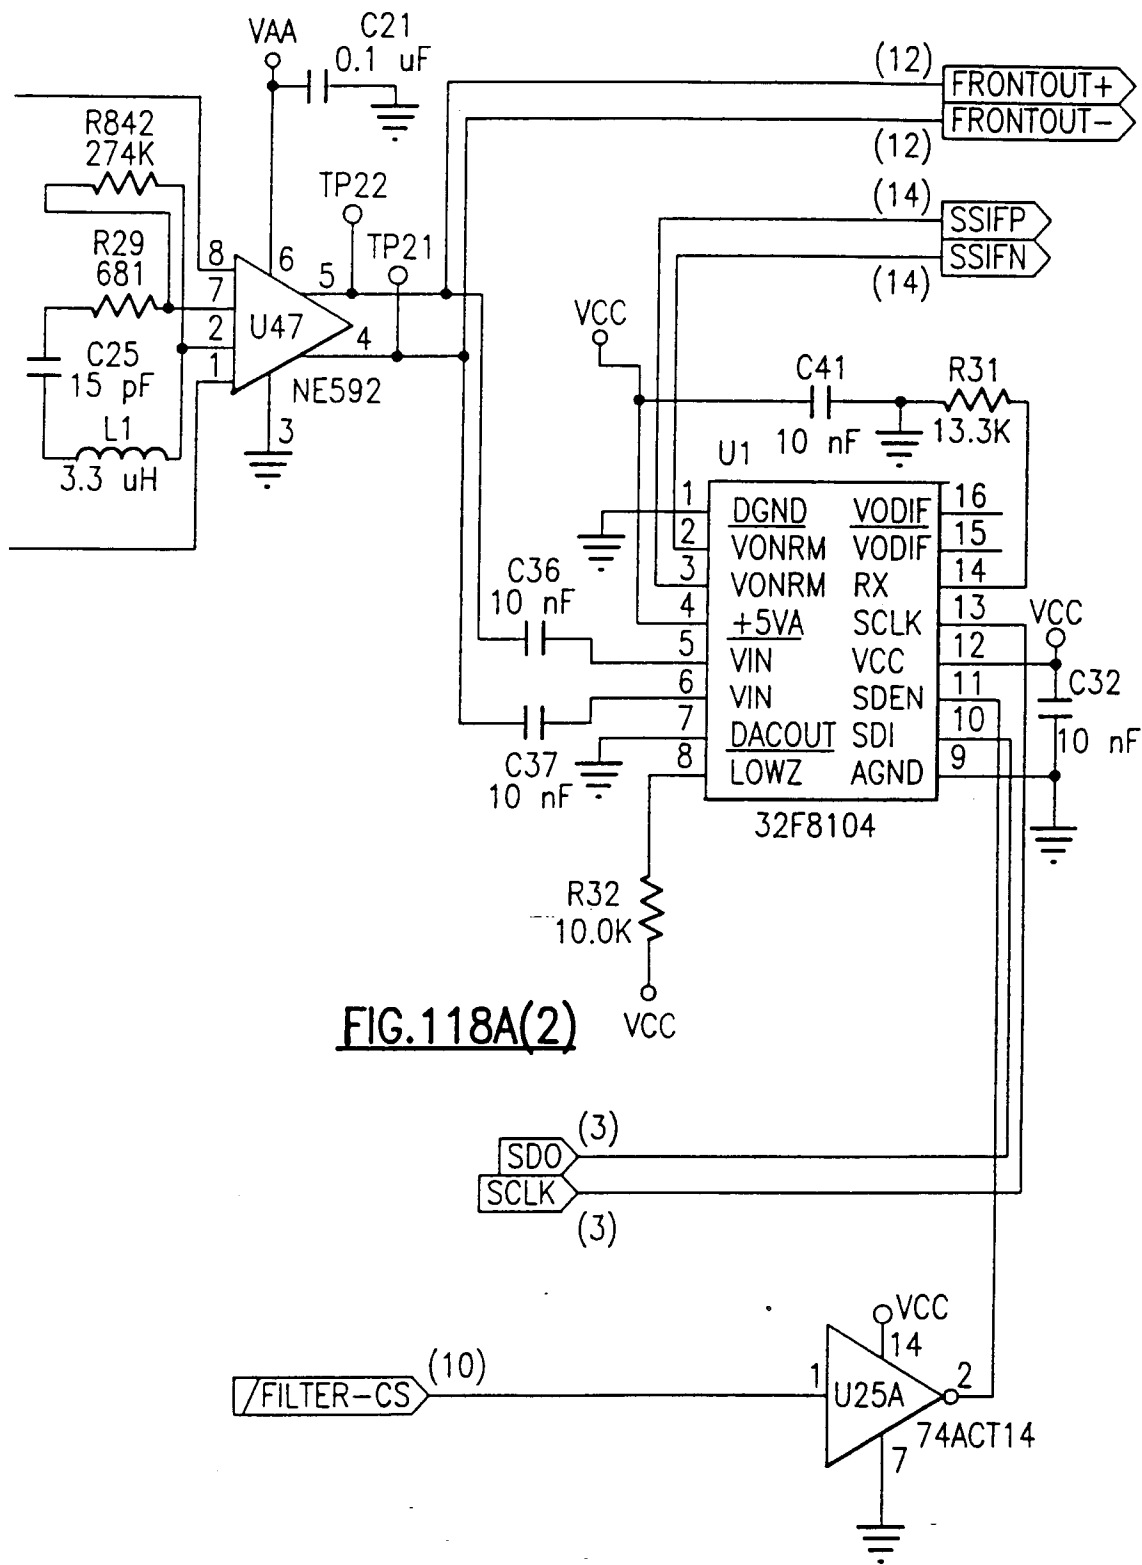 VAA
C21
0.1 uF
(12)
FRONTOUT+
FRONTOUT-
(12)
R842
274K
TP22
(14)
SSIFP
SSIFN
(14)
R29
681
TP21
8
7
2
1
6
5
4
3
U47
NE592
C25
15 pF
L1
3.3 uH
VCC
C41
10 nF
R31
13.3K
U1
1
DGND
VODIF
16
2
VONRM
VODIF
15
3
VONRM
RX
14
4
+5VA
SCLK
13
5
VIN
VCC
12
6
VIN
SDEN
11
7
DACOUT
SDI
10
8
LOWZ
AGND
9
32F8104
C36
10 nF
C37
10 nF
VCC
C32
10 nF
R32
10.0K
VCC
FIG.118A(2)
(3)
SDO
SCLK
(3)
VCC
14
(10)
/FILTER-CS
1
U25A
2
74ACT14
7